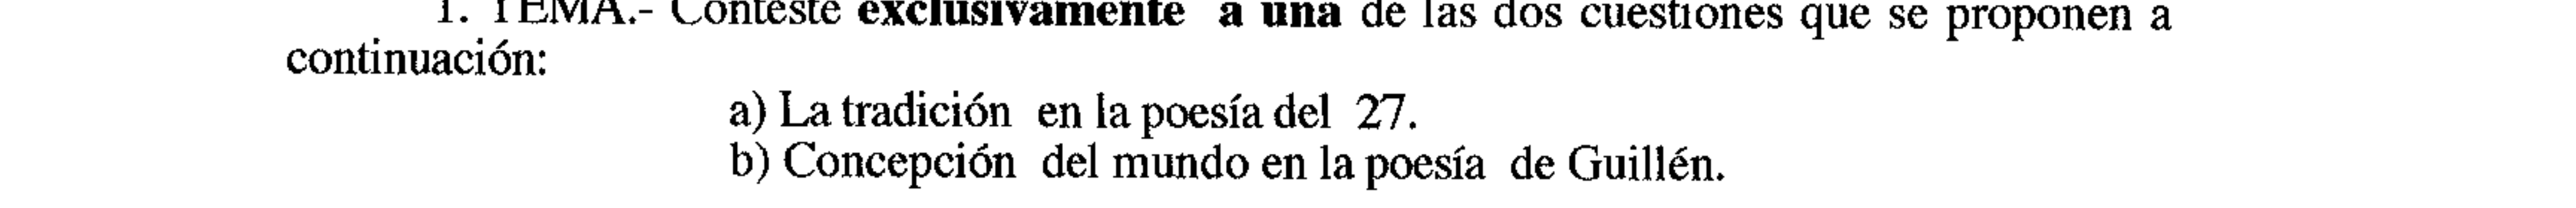 1. TEMA.- Conteste exclusivamente a una de las dos cuestiones que se proponen a
continuación:
a) La tradición en la poesía del 27.
b) Concepción del mundo en la poesía de Guillén.